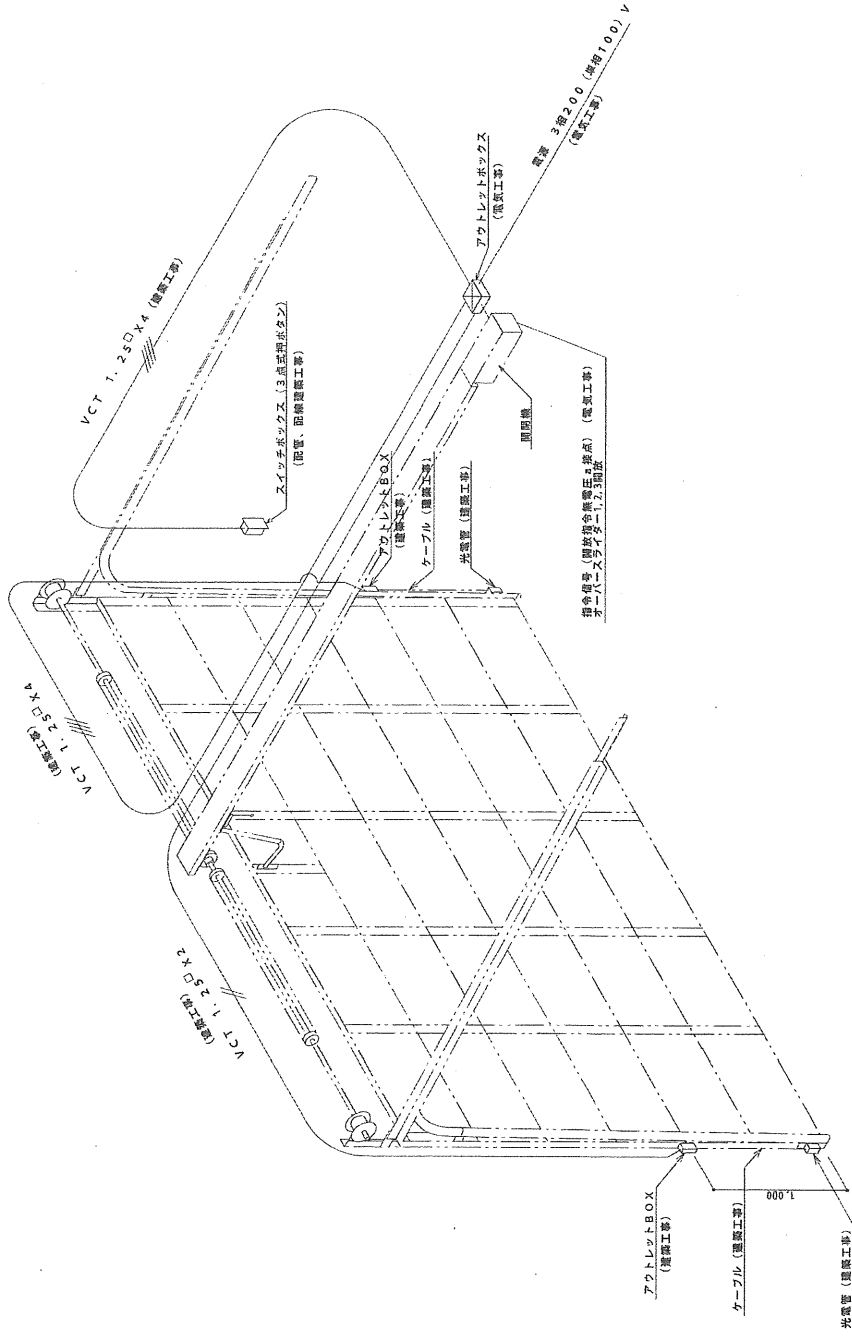 VCT 1.25□×4 (建築工事)
スイッチボックス (3点式押ボタン)
(配管、配線建築工事)
電源 3相200 (単相100) V
(電気工事)
アウトレットボックス
(電気工事)
開閉機
指令信号 (開放指令無電圧a接点) (電気工事)
オーバースライダー1,2,3開放
アウトレットBOX
(建築工事)
ケーブル (建築工事)
光電管 (建築工事)
(建築工事)
VCT 1.25□×4
(建築工事)
VCT 1.25□×2
アウトレットBOX
(建築工事)
ケーブル (建築工事)
光電管 (建築工事)
1,000